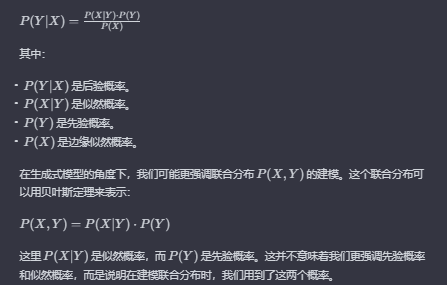 P(Y|X) = P(X|Y)·P(Y) / P(X)
其中:
- P(Y|X) 是后验概率。
- P(X|Y) 是似然概率。
- P(Y) 是先验概率。
- P(X) 是边缘似然概率。
在生成式模型的角度下，我们可能更强调联合分布 P(X, Y) 的建模。这个联合分布可
以用贝叶斯定理来表示:
P(X, Y) = P(X|Y) · P(Y)
这里 P(X|Y) 是似然概率，而 P(Y) 是先验概率。这并不意味着我们更强调先验概率
和似然概率，而是说明在建模联合分布时，我们用到了这两个概率。